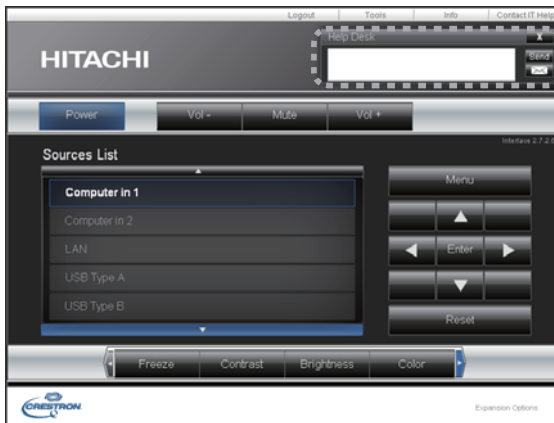 Logout Tools Info Contact IT Help
Help Desk X
HITACHI
Send
Power Vol - Mute Vol +
Interface 2.7.2.6
Sources List
Menu
Computer in 1
Computer in 2
LAN
Enter
USB Type A
USB Type B
Reset
Freeze Contrast Brightness Color
CRESTRON
Expansion Options